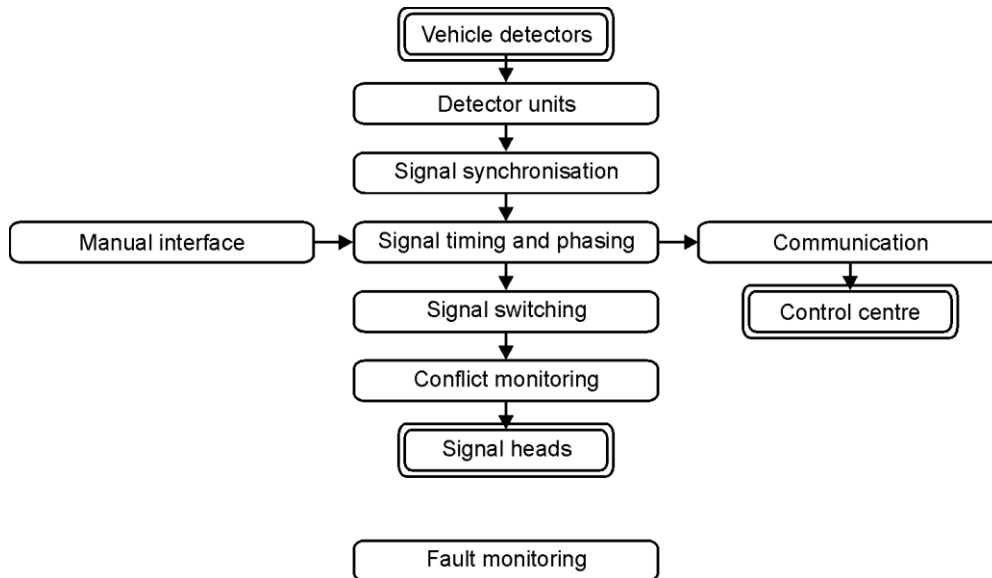 Vehicle detectors
Detector units
Signal synchronisation
Manual interface
Signal timing and phasing
Communication
Signal switching
Control centre
Conflict monitoring
Signal heads
Fault monitoring